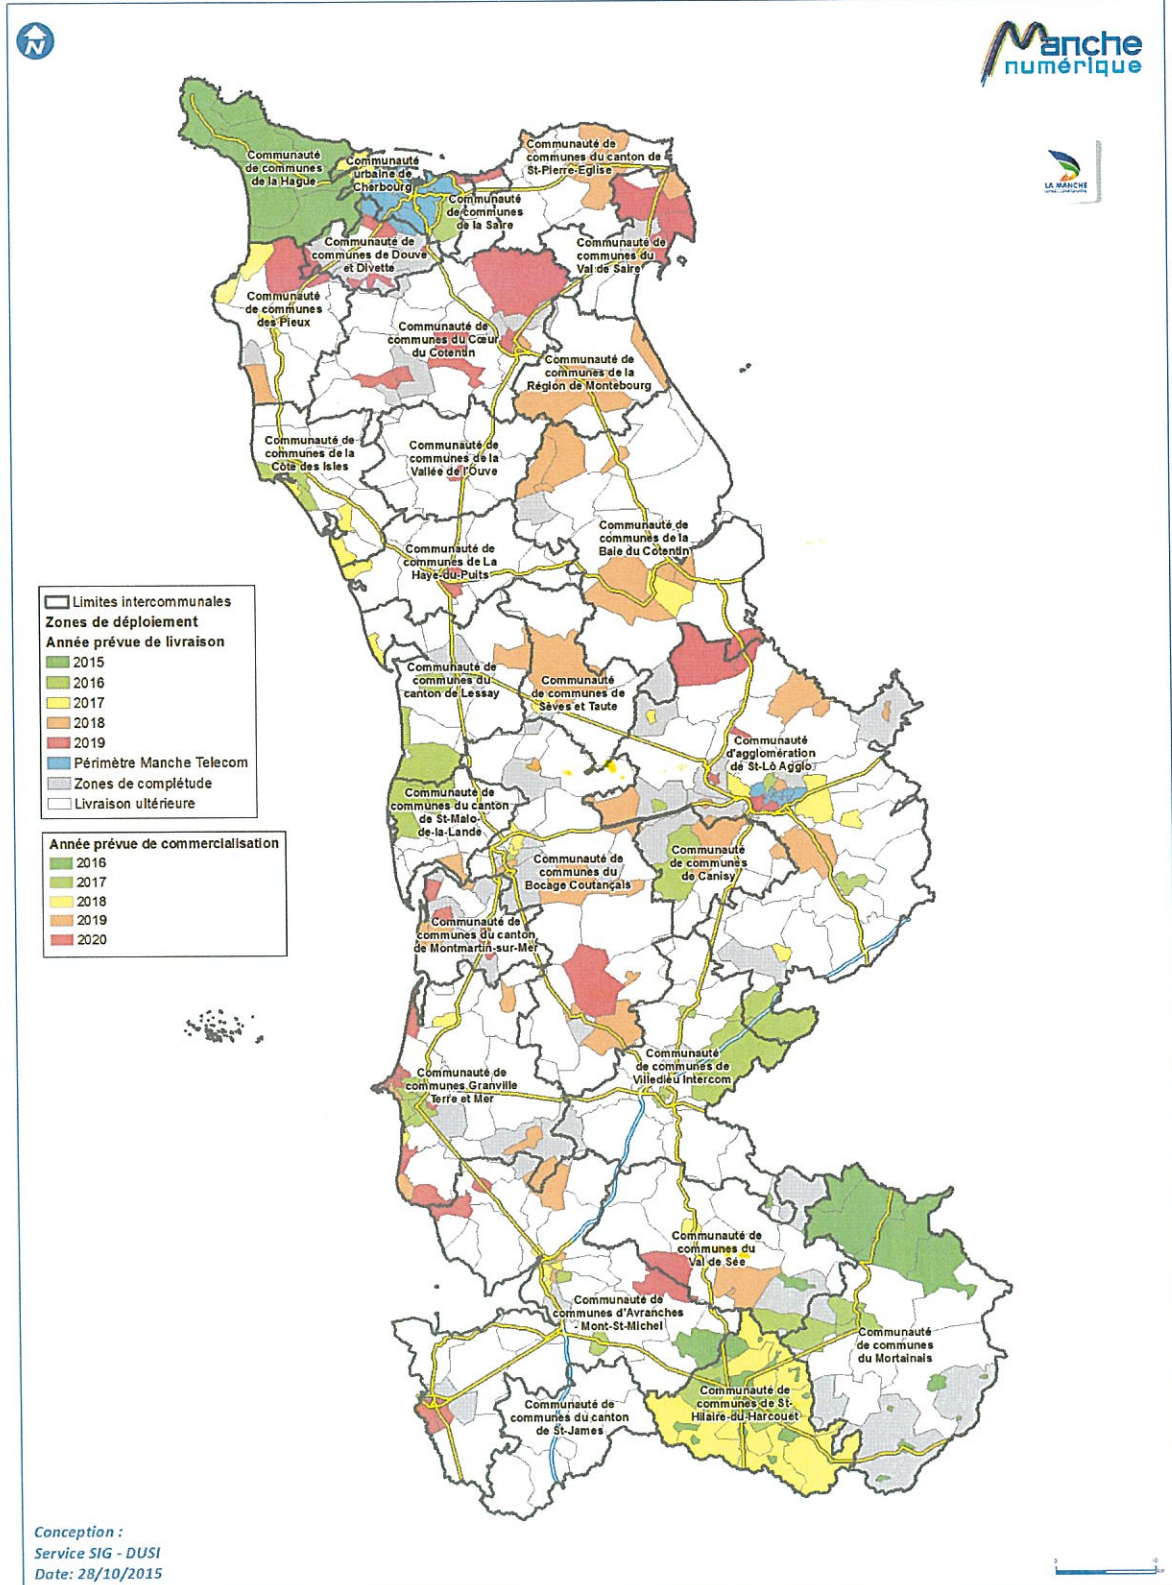 N
Manche
numérique
LA MANCHE
Communauté
de communes
de la Hague
Communauté
urbaine de
Cherbourg
Communauté de
communes du canton de
St-Pierre-Eglise
Communauté
de communes
de la Saire
Communauté de
communes de Douve
et Divette
Communauté de
communes du
Val de Saire
Communauté
de communes
des Pieux
Communauté de
communes du Cœur
du Cotentin
Communauté de
communes de la
Région de Montebourg
Communauté de
communes de la
Côte des Isles
Communauté de
communes de la
Vallée de l'Ouve
Communauté de
communes de La
Haye-du-Puits
Communauté de
communes de la
Baie du Cotentin
Limites intercommunales
Zones de déploiement
Année prévue de livraison
2015
2016
2017
2018
2019
Périmètre Manche Telecom
Zones de complétude
Livraison ultérieure
Communauté de
communes du
canton de Lessay
Communauté
de communes de
Sèves et Taute
Communauté
d'agglomération
de St-Lô Agglo
Communauté de
communes du canton
de St-Malo-
de-la-Lande
Année prévue de commercialisation
2016
2017
2018
2019
2020
Communauté de
communes du
Bocage Coutançais
Communauté
de communes
de Canisy
Communauté de
communes du canton
de Montmartin-sur-Mer
Communauté de
communes Granville
Terre et Mer
Communauté
de communes de
Villedieu Intercom
Communauté de
communes du
Val de Sée
Communauté de
communes d'Avranches
- Mont-St-Michel
Communauté
de communes
du Mortainais
Communauté de
communes de St-
Hilaire-du-Harcouet
Communauté de
communes du canton
de St-James
Conception :
Service SIG - DUSI
Date: 28/10/2015